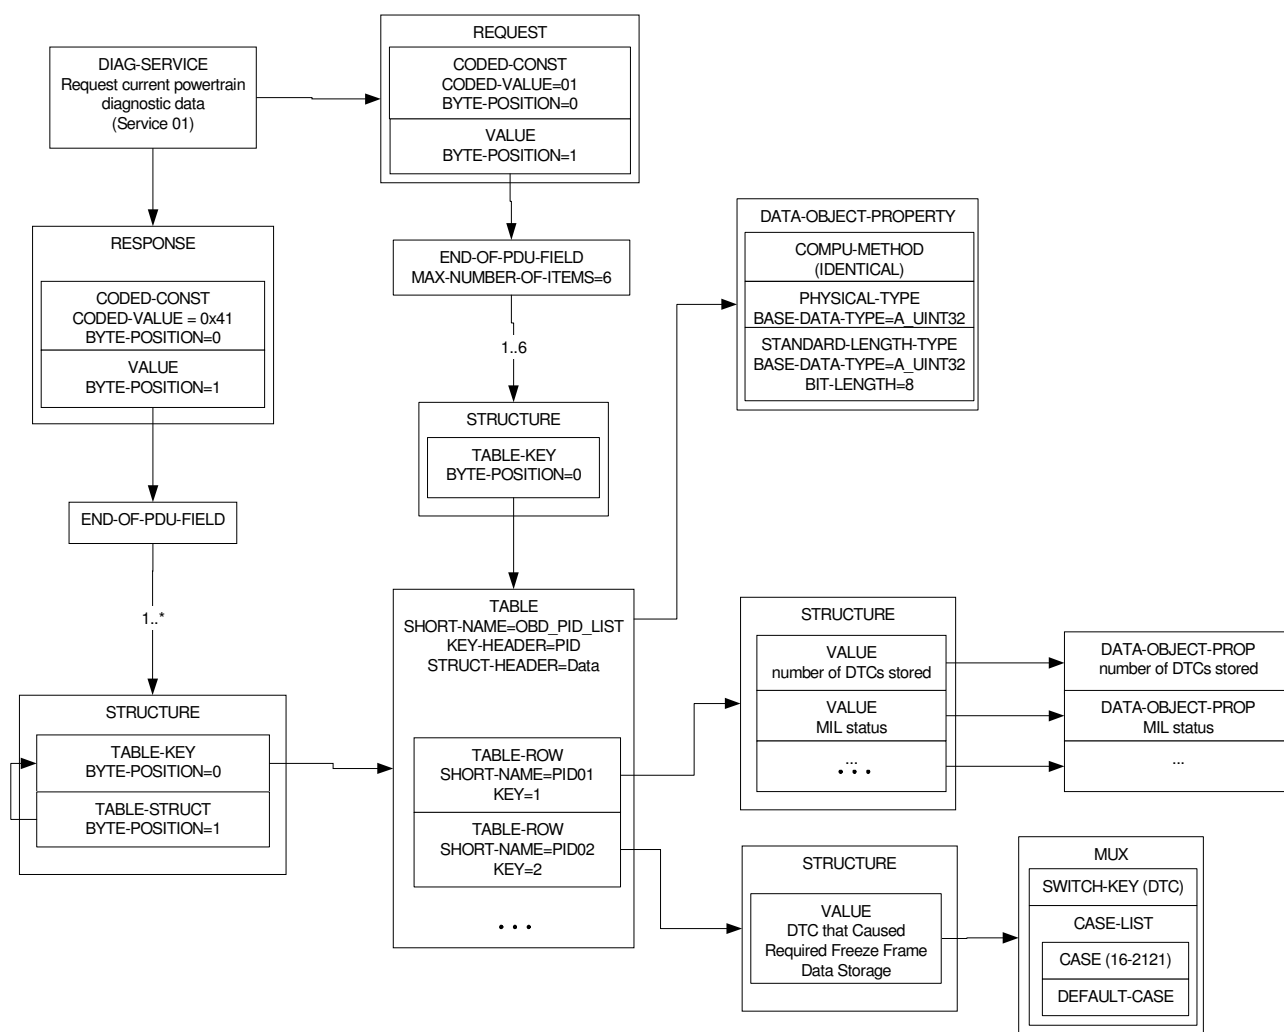 DIAG-SERVICE
Request current powertrain
diagnostic data
(Service 01)
REQUEST
CODED-CONST
CODED-VALUE=01
BYTE-POSITION=0
VALUE
BYTE-POSITION=1
RESPONSE
CODED-CONST
CODED-VALUE = 0x41
BYTE-POSITION=0
VALUE
BYTE-POSITION=1
END-OF-PDU-FIELD
MAX-NUMBER-OF-ITEMS=6
DATA-OBJECT-PROPERTY
COMPU-METHOD
(IDENTICAL)
PHYSICAL-TYPE
BASE-DATA-TYPE=A_UINT32
STANDARD-LENGTH-TYPE
BASE-DATA-TYPE=A_UINT32
BIT-LENGTH=8
1..6
STRUCTURE
TABLE-KEY
BYTE-POSITION=0
END-OF-PDU-FIELD
1..*
STRUCTURE
TABLE-KEY
BYTE-POSITION=0
TABLE-STRUCT
BYTE-POSITION=1
TABLE
SHORT-NAME=OBD_PID_LIST
KEY-HEADER=PID
STRUCT-HEADER=Data
TABLE-ROW
SHORT-NAME=PID01
KEY=1
TABLE-ROW
SHORT-NAME=PID02
KEY=2
...
STRUCTURE
VALUE
number of DTCs stored
VALUE
MIL status
...
...
DATA-OBJECT-PROP
number of DTCs stored
DATA-OBJECT-PROP
MIL status
...
STRUCTURE
VALUE
DTC that Caused
Required Freeze Frame
Data Storage
MUX
SWITCH-KEY (DTC)
CASE-LIST
CASE (16-2121)
DEFAULT-CASE